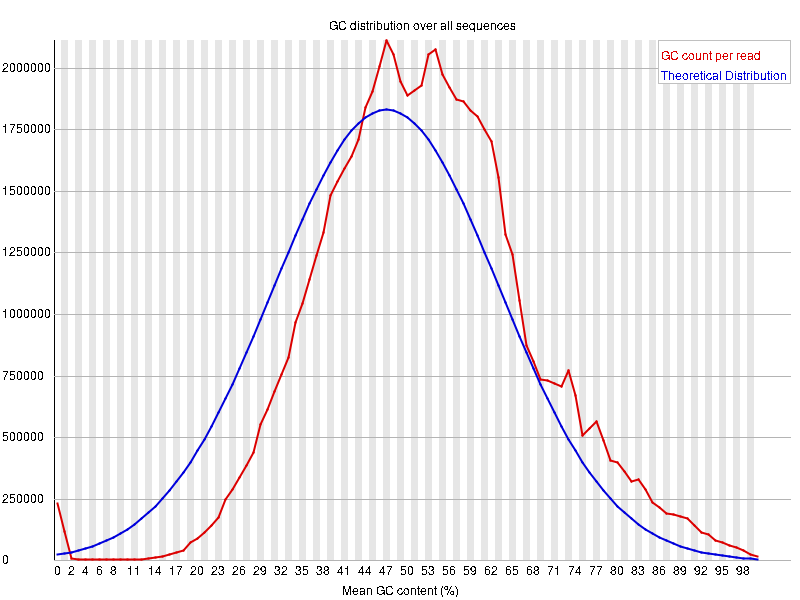 GC distribution over all sequences
GC count per read
Theoretical Distribution
2000000
1750000
1500000
1250000
1000000
750000
500000
250000
0
0 2 4 6 8 11 14 17 20 23 26 29 32 35 38 41 44 47 50 53 56 59 62 65 68 71 74 77 80 83 86 89 92 95 98
Mean GC content (%)